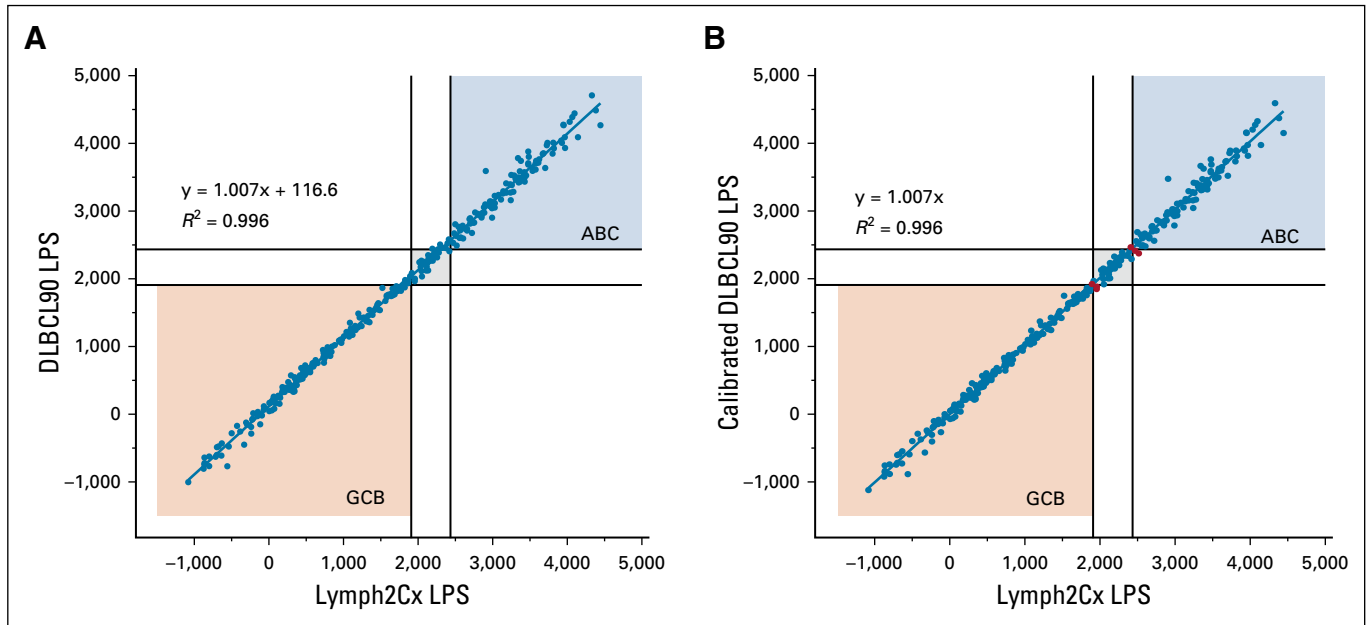 A
DLBCL90 LPS
5,000
4,000
3,000
2,000
1,000
0
−1,000
y = 1.007x + 116.6
R² = 0.996
ABC
GCB
−1,000 0 1,000 2,000 3,000 4,000 5,000
Lymph2Cx LPS
B
Calibrated DLBCL90 LPS
5,000
4,000
3,000
2,000
1,000
0
−1,000
y = 1.007x
R² = 0.996
ABC
GCB
−1,000 0 1,000 2,000 3,000 4,000 5,000
Lymph2Cx LPS